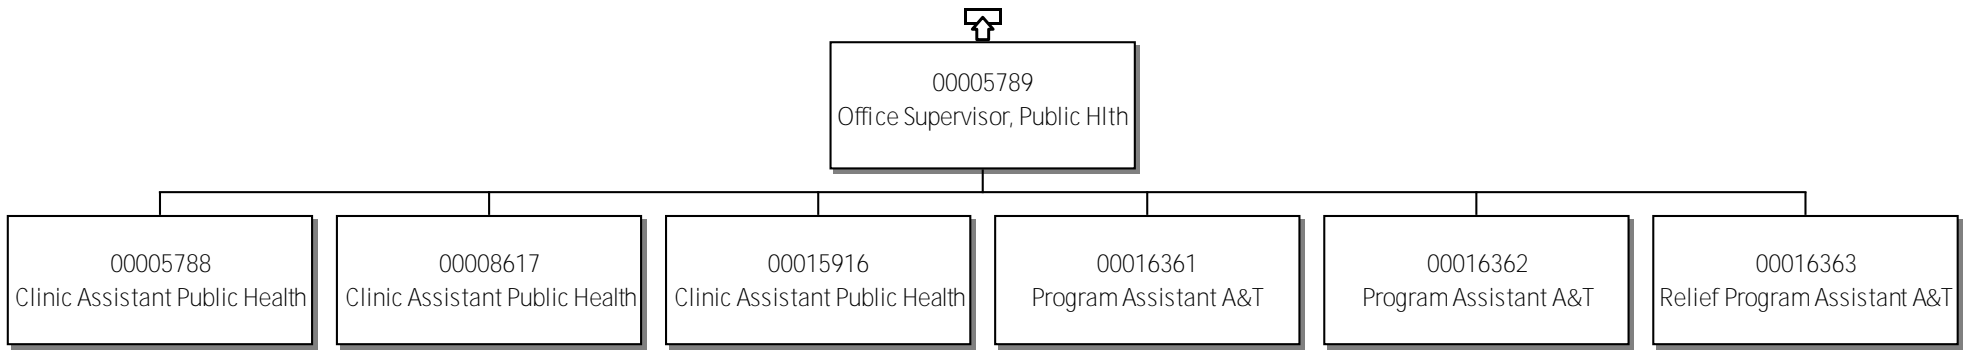 00005789
Office Supervisor, Public Hlth
00005788
Clinic Assistant Public Health
00008617
Clinic Assistant Public Health
00015916
Clinic Assistant Public Health
00016361
Program Assistant A&T
00016362
Program Assistant A&T
00016363
Relief Program Assistant A&T